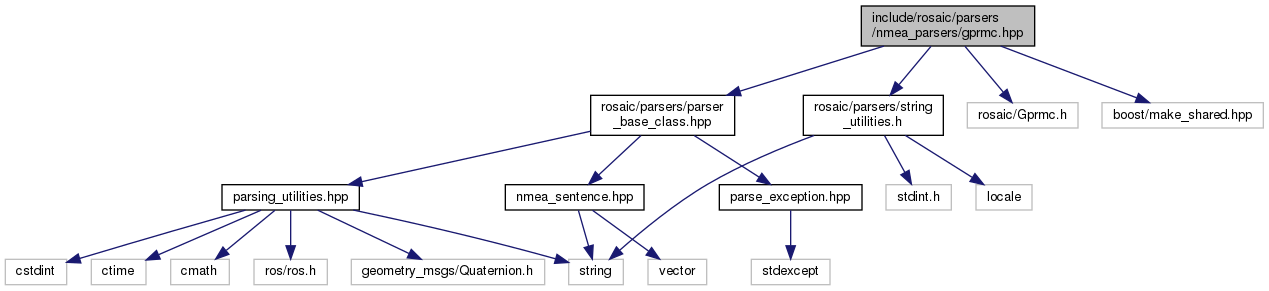 include/rosaic/parsers
/nmea_parsers/gprmc.hpp
rosaic/parsers/parser
_base_class.hpp
rosaic/parsers/string
_utilities.h
rosaic/Gprmc.h
boost/make_shared.hpp
parsing_utilities.hpp
nmea_sentence.hpp
parse_exception.hpp
stdint.h
locale
cstdint
ctime
cmath
ros/ros.h
geometry_msgs/Quaternion.h
string
vector
stdexcept